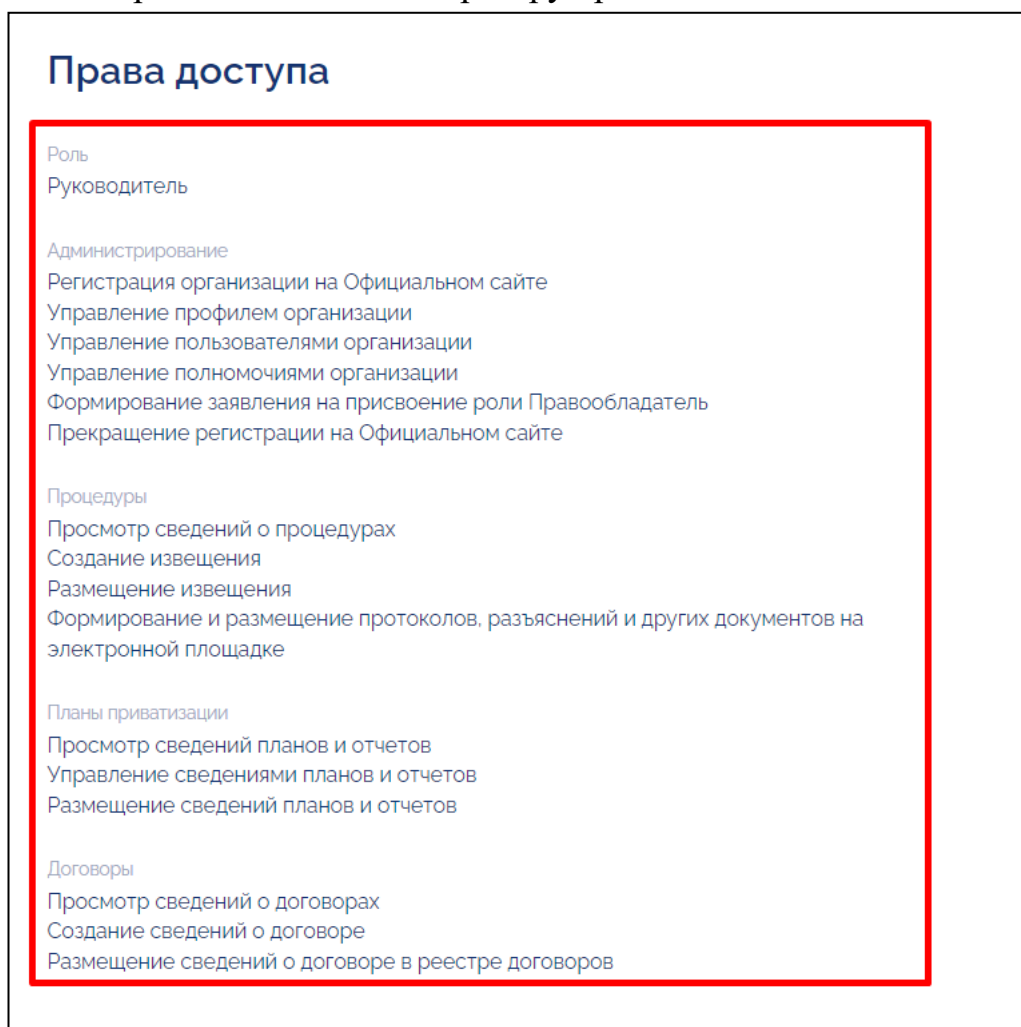 Права доступа
Роль
Руководитель
Администрирование
Регистрация организации на Официальном сайте
Управление профилем организации
Управление пользователями организации
Управление полномочиями организации
Формирование заявления на присвоение роли Правообладатель
Прекращение регистрации на Официальном сайте
Процедуры
Просмотр сведений о процедурах
Создание извещения
Размещение извещения
Формирование и размещение протоколов, разъяснений и других документов на
электронной площадке
Планы приватизации
Просмотр сведений планов и отчетов
Управление сведениями планов и отчетов
Размещение сведений планов и отчетов
Договоры
Просмотр сведений о договорах
Создание сведений о договоре
Размещение сведений о договоре в реестре договоров